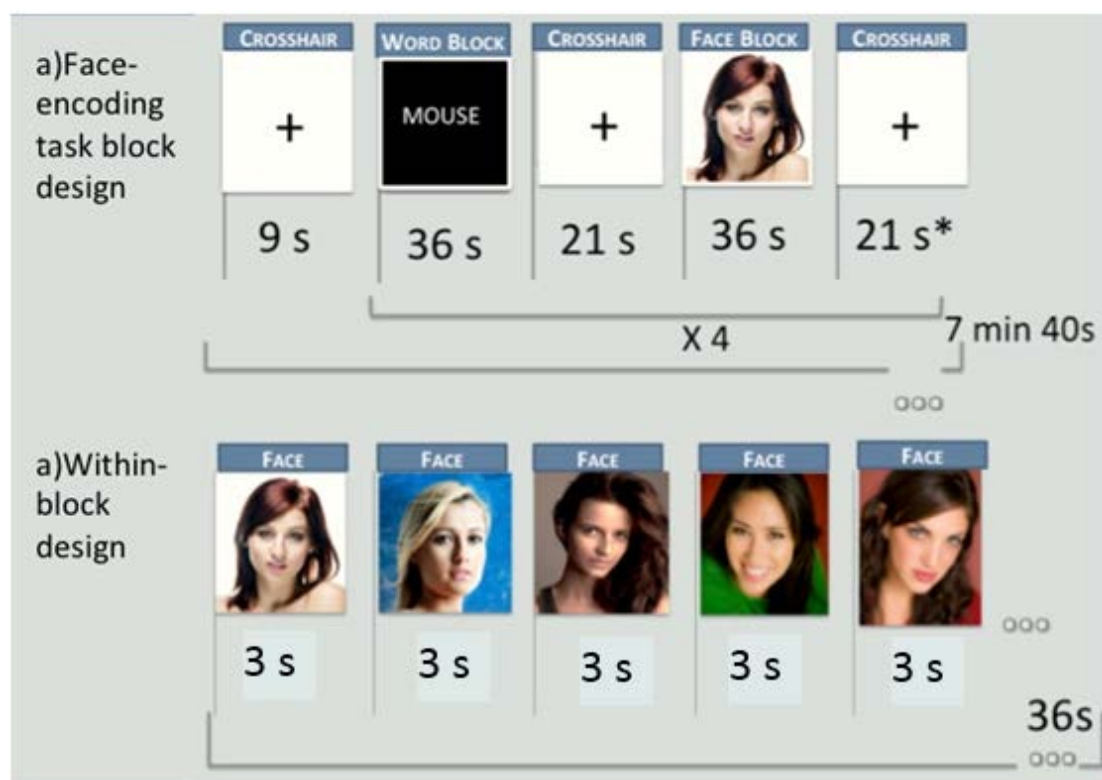 a)Face-
encoding
task block
design
CROSSHAIR
WORD BLOCK
CROSSHAIR
FACE BLOCK
CROSSHAIR
+
MOUSE
+
+
9 s
36 s
21 s
36 s
21 s*
X 4
7 min 40s
a)Within-
block
design
FACE
FACE
FACE
FACE
FACE
3 s
3 s
3 s
3 s
3 s
36s